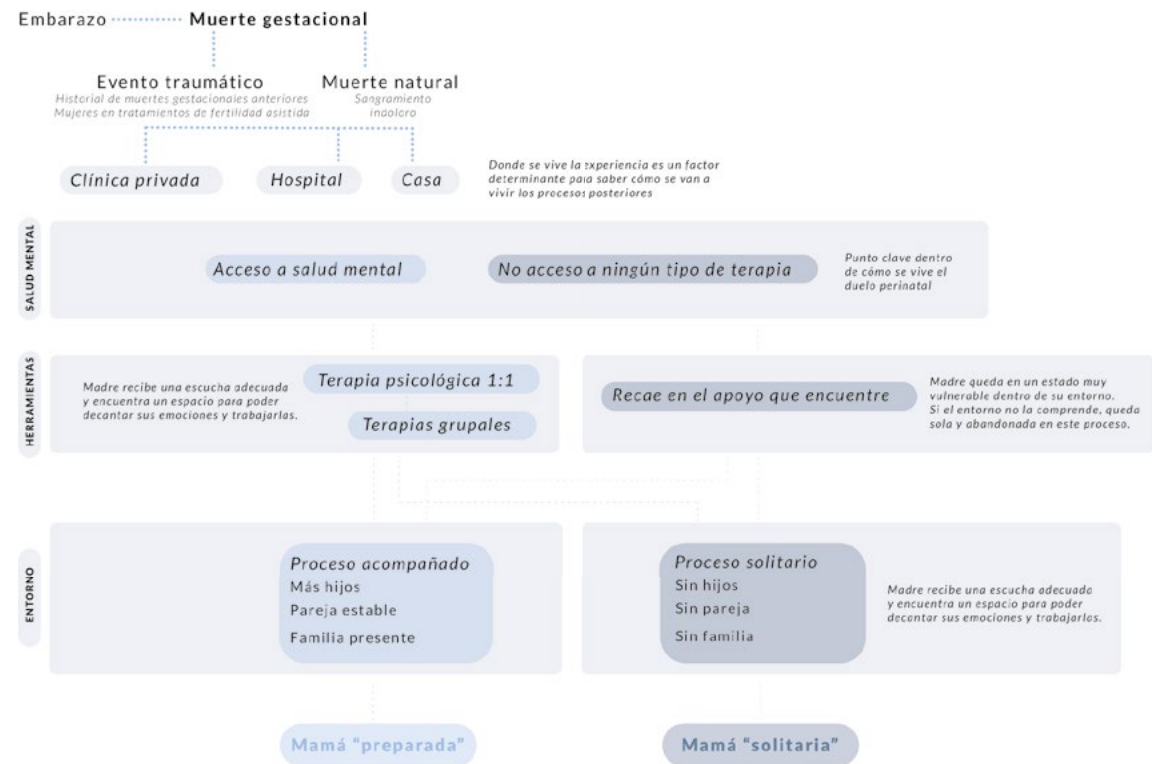 Embarazo
Muerte gestacional
Evento traumático
Historial de muertes gestacionales anteriores
Mujeres en tratamientos de fertilidad asistida
Muerte natural
Sangramiento
indoloro
Clínica privada
Hospital
Casa
Donde se vive la experiencia es un factor
determinante para saber cómo se van a
vivir los procesos posteriores
SALUD MENTAL
Acceso a salud mental
No acceso a ningún tipo de terapia
Punto clave dentro
de cómo se vive el
duelo perinatal
HERRAMIENTAS
Madre recibe una escucha adecuada
y encuentra un espacio para poder
decantar sus emociones y trabajarlas.
Terapia psicológica 1:1
Terapias grupales
Recae en el apoyo que encuentre
Madre queda en un estado muy
vulnerable dentro de su entorno.
Si el entorno no la comprende, queda
sola y abandonada en este proceso.
ENTORNO
Proceso acompañado
Más hijos
Pareja estable
Familia presente
Proceso solitario
Sin hijos
Sin pareja
Sin familia
Madre recibe una escucha adecuada
y encuentra un espacio para poder
decantar sus emociones y trabajarlas.
Mamá “preparada”
Mamá “solitaria”